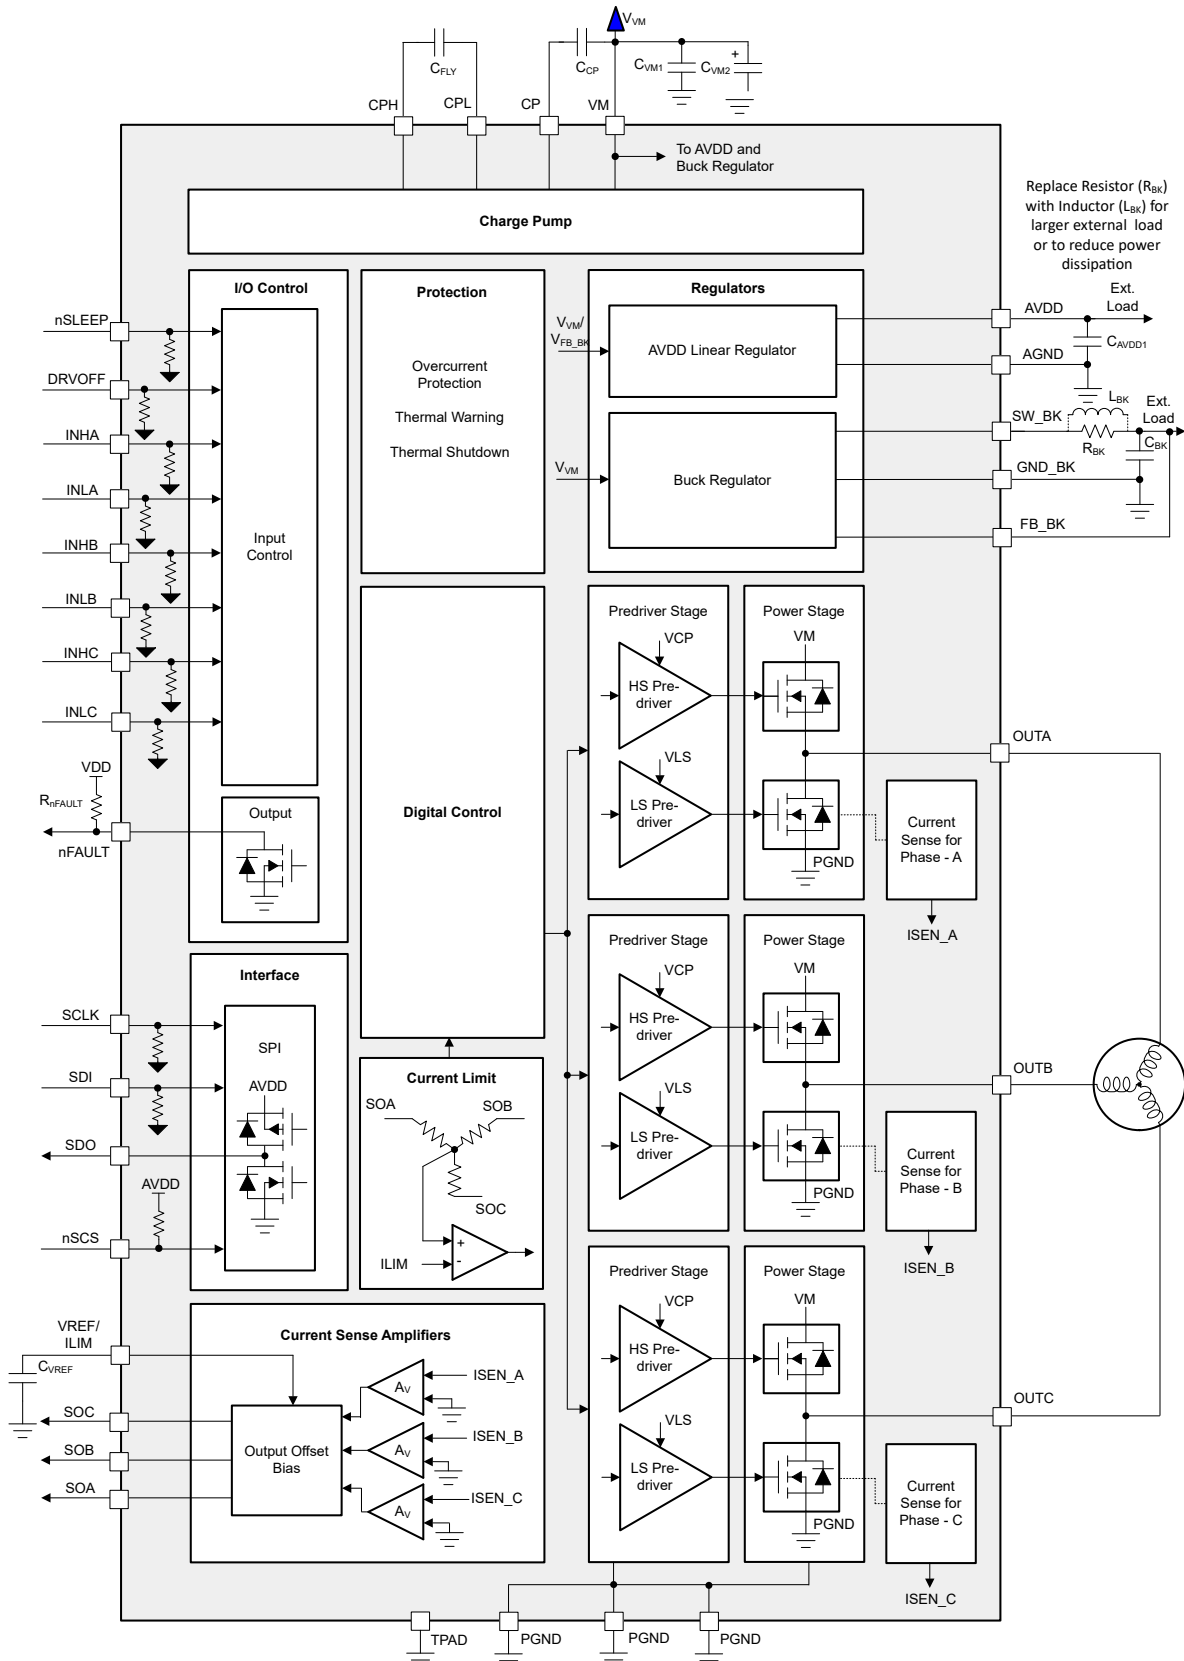 VVM
CFLY
CCP
CVM1
+
CVM2
CPH
CPL
CP
VM
To AVDD and
Buck Regulator
Charge Pump
Replace Resistor (RBK)
with Inductor (LBK) for
larger external load
or to reduce power
dissipation
I/O Control
nSLEEP
DRVOFF
INHA
INLA
INHB
INLB
INHC
INLC
Input
Control
VDD
RnFAULT
nFAULT
Output
Protection
Overcurrent
Protection
Thermal Warning
Thermal Shutdown
Regulators
VVM/
VFB_BK
AVDD Linear Regulator
VVM
Buck Regulator
AVDD
Ext.
Load
CAVDD1
AGND
LBK
SW_BK
Ext.
Load
RBK
CBK
GND_BK
FB_BK
Digital Control
Predriver Stage
VCP
HS Pre-
driver
VLS
LS Pre-
driver
Power Stage
VM
PGND
OUTA
Current
Sense for
Phase - A
ISEN_A
Predriver Stage
VCP
HS Pre-
driver
VLS
LS Pre-
driver
Power Stage
VM
PGND
OUTB
Current
Sense for
Phase - B
ISEN_B
Predriver Stage
VCP
HS Pre-
driver
VLS
LS Pre-
driver
Power Stage
VM
PGND
OUTC
Current
Sense for
Phase - C
ISEN_C
Interface
SCLK
SDI
SDO
AVDD
nSCS
SPI
AVDD
Current Limit
SOA
SOB
SOC
ILIM
+
-
Current Sense Amplifiers
VREF/
ILIM
CVREF
SOC
SOB
SOA
Output Offset
Bias
AV
ISEN_A
AV
ISEN_B
AV
ISEN_C
TPAD
PGND
PGND
PGND